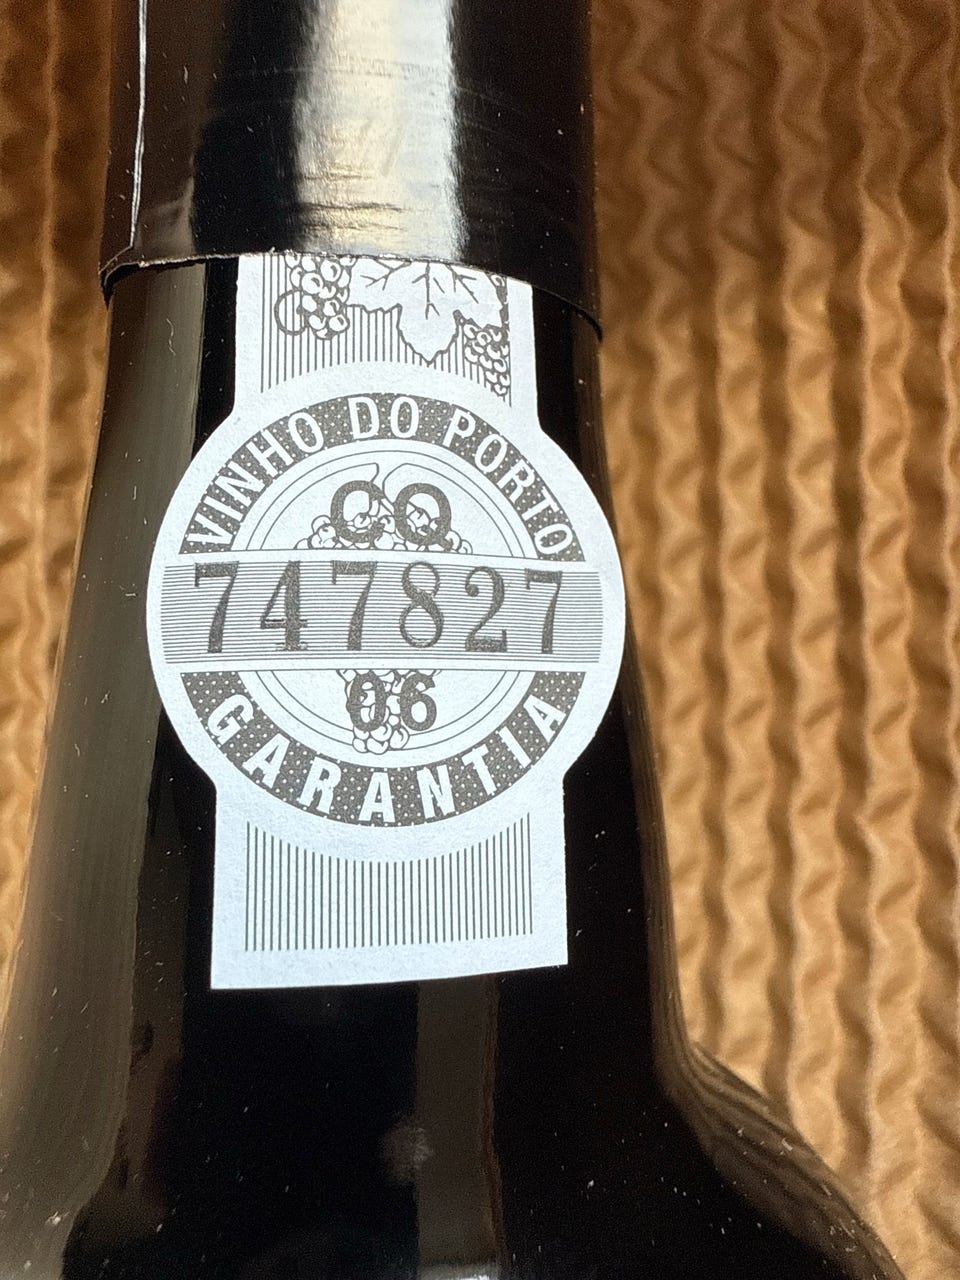 VINHO DO PORTO
CQ
747827
06
GARANTIA